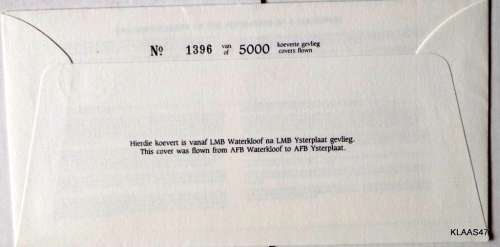 No 1396 van of 5000 koeverte gevlieg covers flown
Hierdie koevert is vanaf LMB Waterkloof na LMB Ysterplaat gevlieg.
This cover was flown from AFB Waterkloof to AFB Ysterplaat.
KLAAS47